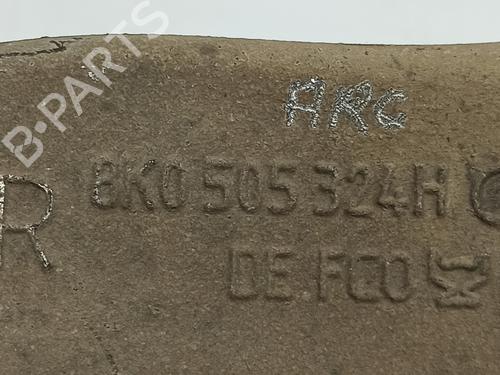 B-PARTS
ARC
R
8K0 505 324H
DE FCO